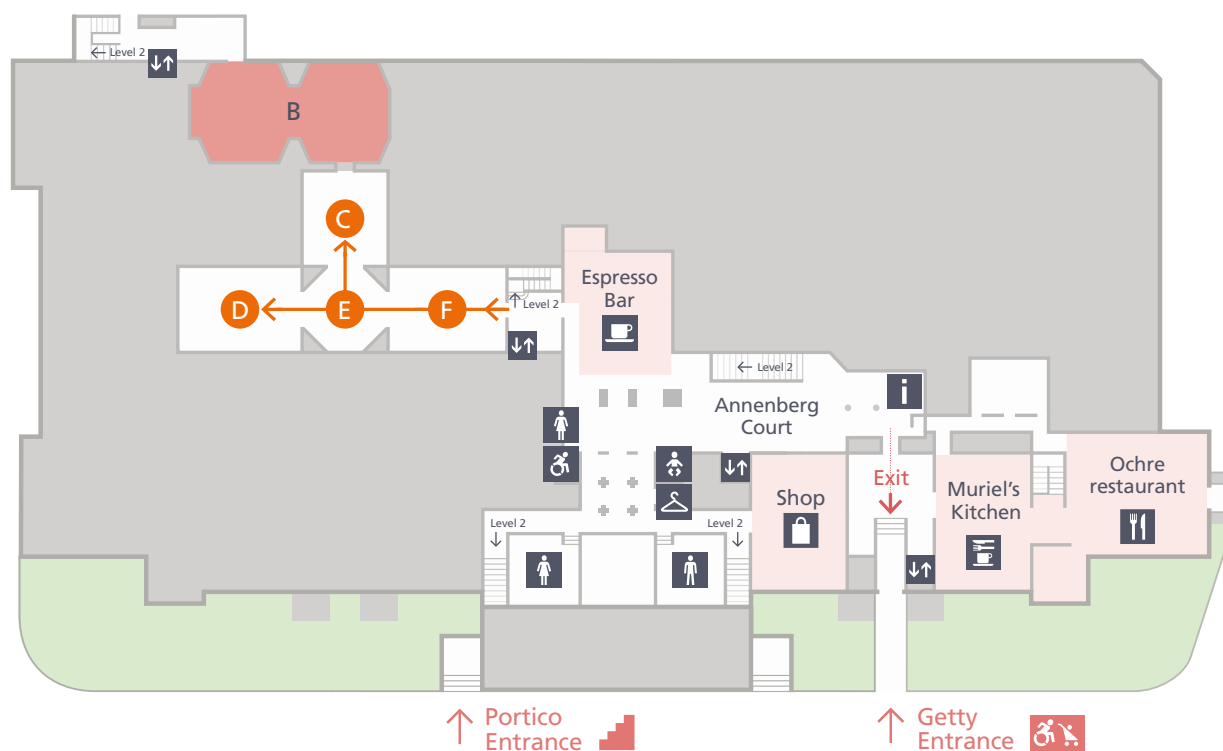 Level 2
B
C
D
E
F
Level 2
Espresso
Bar
Level 2
Annenberg
Court
i
Exit
Shop
Muriel's
Kitchen
Ochre
restaurant
Level 2
Level 2
Portico
Entrance
Getty
Entrance